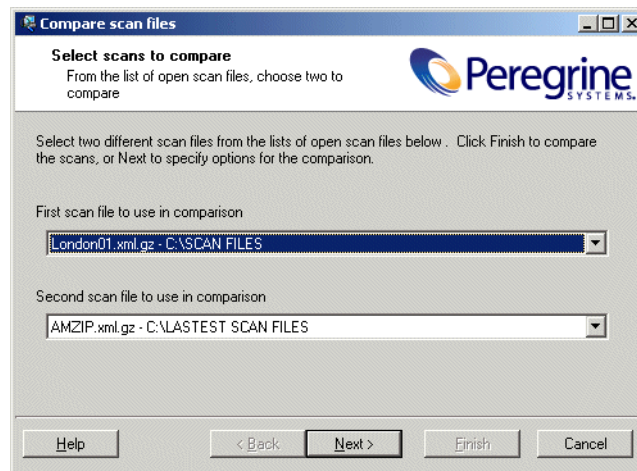 Compare scan files
Select scans to compare
From the list of open scan files, choose two to
compare
Peregrine
SYSTEMS
Select two different scan files from the lists of open scan files below . Click Finish to compare
the scans, or Next to specify options for the comparison.
First scan file to use in comparison
London01.xml.gz - C:\SCAN FILES
Second scan file to use in comparison
AMZIP.xml.gz - C:\LASTEST SCAN FILES
Help
< Back
Next >
Finish
Cancel